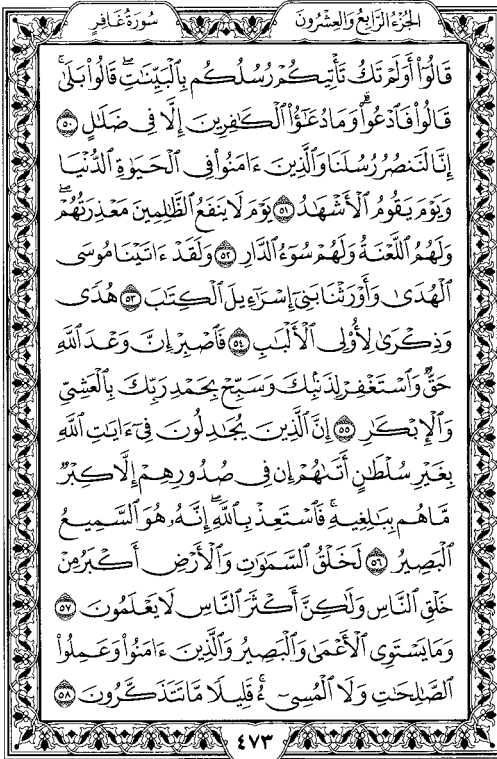 الجزء الرابع والعشرون
سورة غافر
قَالُوٓا۟ أَوَلَمْ تَكُ تَأْتِيكُمْ رُسُلُكُم بِٱلْبَيِّنَٰتِ ۖ قَالُوا۟ بَلَىٰ ۚ
قَالُوا۟ فَٱدْعُوا۟ ۗ وَمَا دُعَٰٓؤُا۟ ٱلْكَٰفِرِينَ إِلَّا فِى ضَلَٰلٍ ٥٠
إِنَّا لَنَنصُرُ رُسُلَنَا وَٱلَّذِينَ ءَامَنُوا۟ فِى ٱلْحَيَوٰةِ ٱلدُّنْيَا
وَيَوْمَ يَقُومُ ٱلْأَشْهَٰدُ ٥١ يَوْمَ لَا يَنفَعُ ٱلظَّٰلِمِينَ مَعْذِرَتُهُمْ ۖ
وَلَهُمُ ٱللَّعْنَةُ وَلَهُمْ سُوٓءُ ٱلدَّارِ ٥٢ وَلَقَدْ ءَاتَيْنَا مُوسَى
ٱلْهُدَىٰ وَأَوْرَثْنَا بَنِىٓ إِسْرَٰٓءِيلَ ٱلْكِتَٰبَ ٥٣ هُدًى
وَذِكْرَىٰ لِأُو۟لِى ٱلْأَلْبَٰبِ ٥٤ فَٱصْبِرْ إِنَّ وَعْدَ ٱللَّهِ
حَقٌّ وَٱسْتَغْفِرْ لِذَنۢبِكَ وَسَبِّحْ بِحَمْدِ رَبِّكَ بِٱلْعَشِىِّ
وَٱلْإِبْكَٰرِ ٥٥ إِنَّ ٱلَّذِينَ يُجَٰدِلُونَ فِىٓ ءَايَٰتِ ٱللَّهِ
بِغَيْرِ سُلْطَٰنٍ أَتَىٰهُمْ ۙ إِن فِى صُدُورِهِمْ إِلَّا كِبْرٌ
مَّا هُم بِبَٰلِغِيهِ ۚ فَٱسْتَعِذْ بِٱللَّهِ ۖ إِنَّهُۥ هُوَ ٱلسَّمِيعُ
ٱلْبَصِيرُ ٥٦ لَخَلْقُ ٱلسَّمَٰوَٰتِ وَٱلْأَرْضِ أَكْبَرُ مِنْ
خَلْقِ ٱلنَّاسِ وَلَٰكِنَّ أَكْثَرَ ٱلنَّاسِ لَا يَعْلَمُونَ ٥٧
وَمَا يَسْتَوِى ٱلْأَعْمَىٰ وَٱلْبَصِيرُ وَٱلَّذِينَ ءَامَنُوا۟ وَعَمِلُوا۟
ٱلصَّٰلِحَٰتِ وَلَا ٱلْمُسِىٓءُ ۚ قَلِيلًا مَّا تَتَذَكَّرُونَ ٥٨
٤٧٣